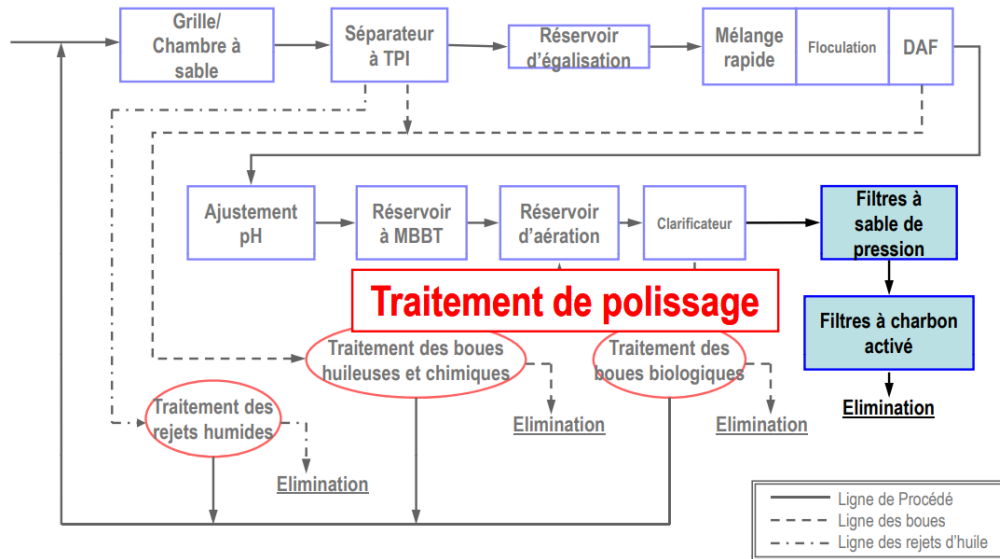 Grille/
Chambre à
sable
Séparateur
à TPI
Réservoir
d'égalisation
Mélange
rapide
Floculation
DAF
Ajustement
pH
Réservoir
à MBBT
Réservoir
d'aération
Clarificateur
Filtres à
sable de
pression
Traitement de polissage
Filtres à charbon
activé
Traitement des boues
huileuses et chimiques
Traitement des
boues biologiques
Elimination
Traitement des
rejets humides
Elimination
Elimination
Elimination
Ligne de Procédé
Ligne des boues
Ligne des rejets d'huile